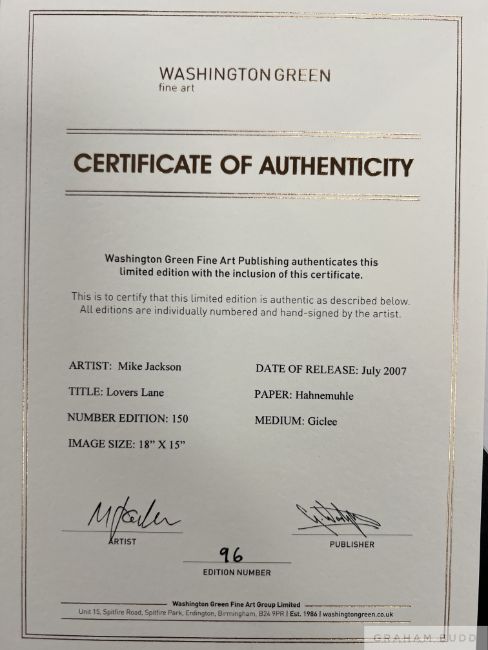 WASHINGTON GREEN
fine art
CERTIFICATE OF AUTHENTICITY
Washington Green Fine Art Publishing authenticates this
limited edition with the inclusion of this certificate.
This is to certify that this limited edition is authentic as described below.
All editions are individually numbered and hand-signed by the artist.
ARTIST: Mike Jackson
DATE OF RELEASE: July 2007
TITLE: Lovers Lane
PAPER: Hahnemuhle
NUMBER EDITION: 150
MEDIUM: Giclee
IMAGE SIZE: 18” X 15”
ARTIST
PUBLISHER
96
EDITION NUMBER
Washington Green Fine Art Group Limited
Unit 15, Spitfire Road, Spitfire Park, Erdington, Birmingham, B24 9PR | Est. 1986 | washingtongreen.co.uk
GRAHAM BUDD